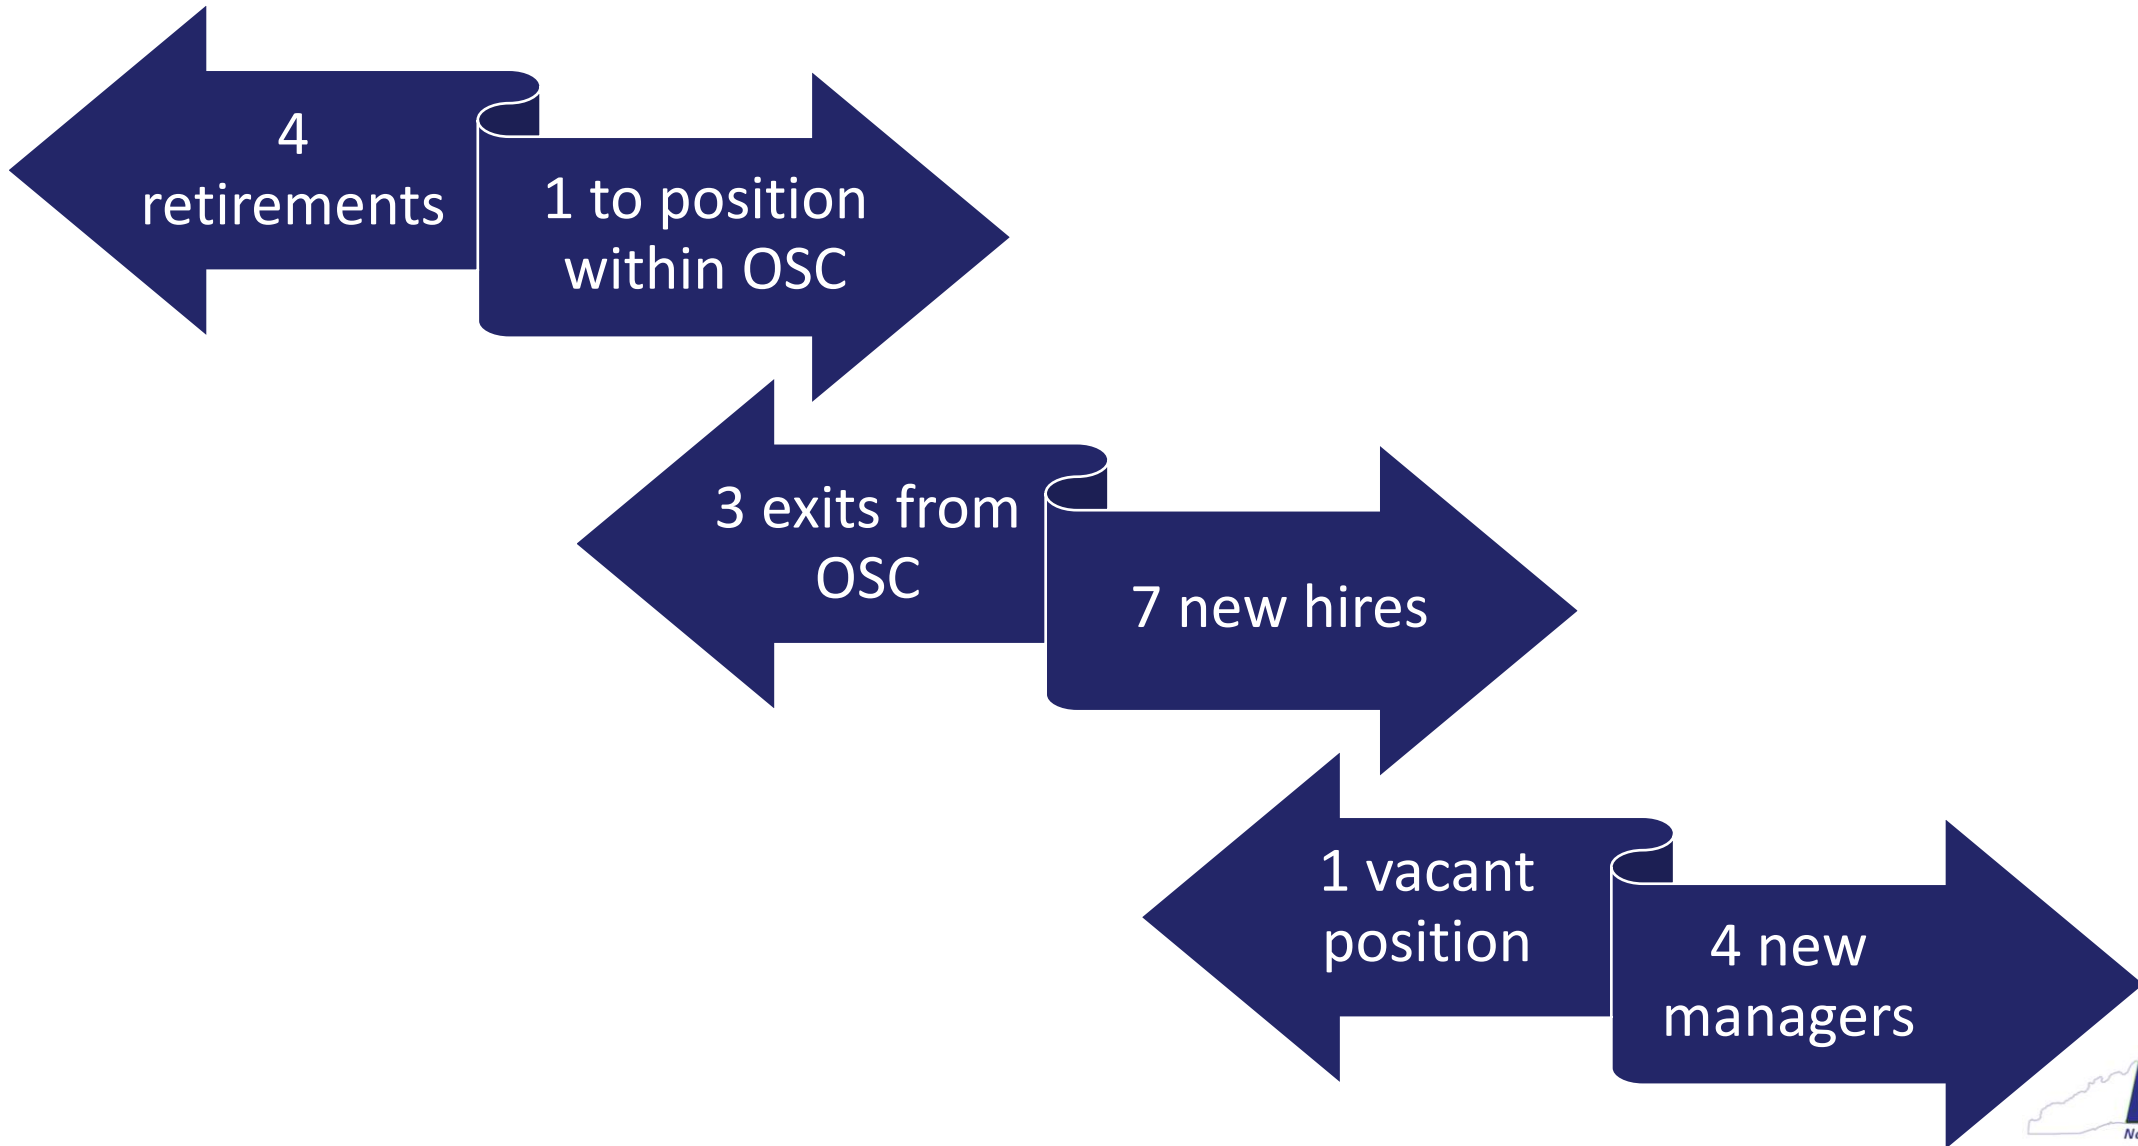 4
retirements
1 to position
within OSC
3 exits from
OSC
7 new hires
1 vacant
position
4 new
managers